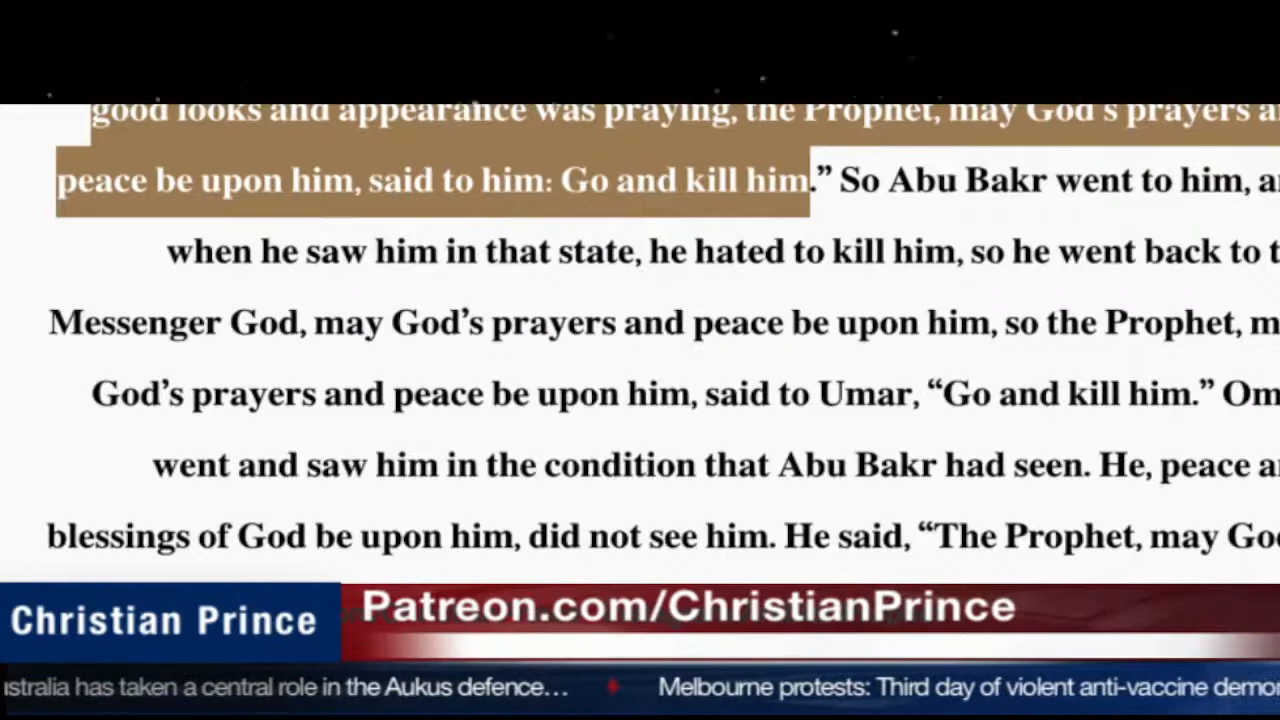 good looks and appearance was praying, the Prophet, may God's prayers a
peace be upon him, said to him: Go and kill him.” So Abu Bakr went to him, a
when he saw him in that state, he hated to kill him, so he went back to t
Messenger God, may God’s prayers and peace be upon him, so the Prophet, m
God’s prayers and peace be upon him, said to Umar, “Go and kill him.” Om
went and saw him in the condition that Abu Bakr had seen. He, peace a
blessings of God be upon him, did not see him. He said, “The Prophet, may Go
Christian Prince
Patreon.com/ChristianPrince
ustralia has taken a central role in the Aukus defence... Melbourne protests: Third day of violent anti-vaccine demo